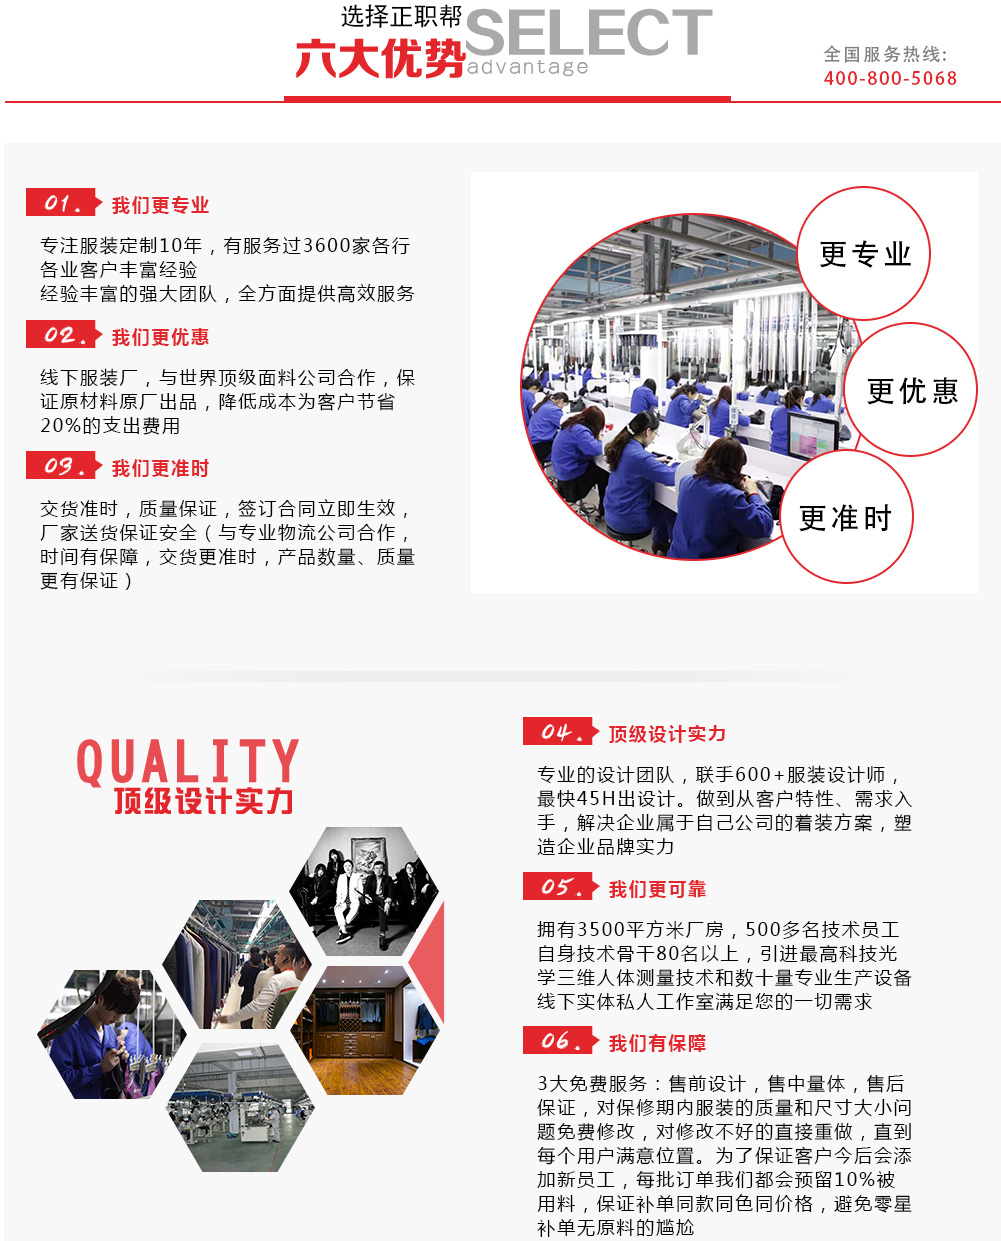 选择正职帮
SELECT
六大优势
advantage
全国服务热线:
400-800-5068
01.
我们更专业
专注服装定制10年，有服务过3600家各行
各业客户丰富经验
经验丰富的强大团队，全方面提供高效服务
02.
我们更优惠
线下服装厂，与世界顶级面料公司合作，保
证原材料原厂出品，降低成本为客户节省
20%的支出费用
03.
我们更准时
交货准时，质量保证，签订合同立即生效，
厂家送货保证安全（与专业物流公司合作，
时间有保障，交货更准时，产品数量、质量
更有保证）
更专业
更优惠
更准时
QUALITY
顶级设计实力
04.
顶级设计实力
专业的设计团队，联手600+服装设计师，
最快45H出设计。做到从客户特性、需求入
手，解决企业属于自己公司的着装方案，塑
造企业品牌实力
05.
我们更可靠
拥有3500平方米厂房，500多名技术员工
自身技术骨干80名以上，引进最高科技光
学三维人体测量技术和数十量专业生产设备
线下实体私人工作室满足您的一切需求
06.
我们有保障
3大免费服务：售前设计，售中量体，售后
保证，对保修期内服装的质量和尺寸大小问
题免费修改，对修改不好的直接重做，直到
每个用户满意位置。为了保证客户今后会添
加新员工，每批订单我们都会预留10%被
用料，保证补单同款同色同价格，避免零星
补单无原料的尴尬